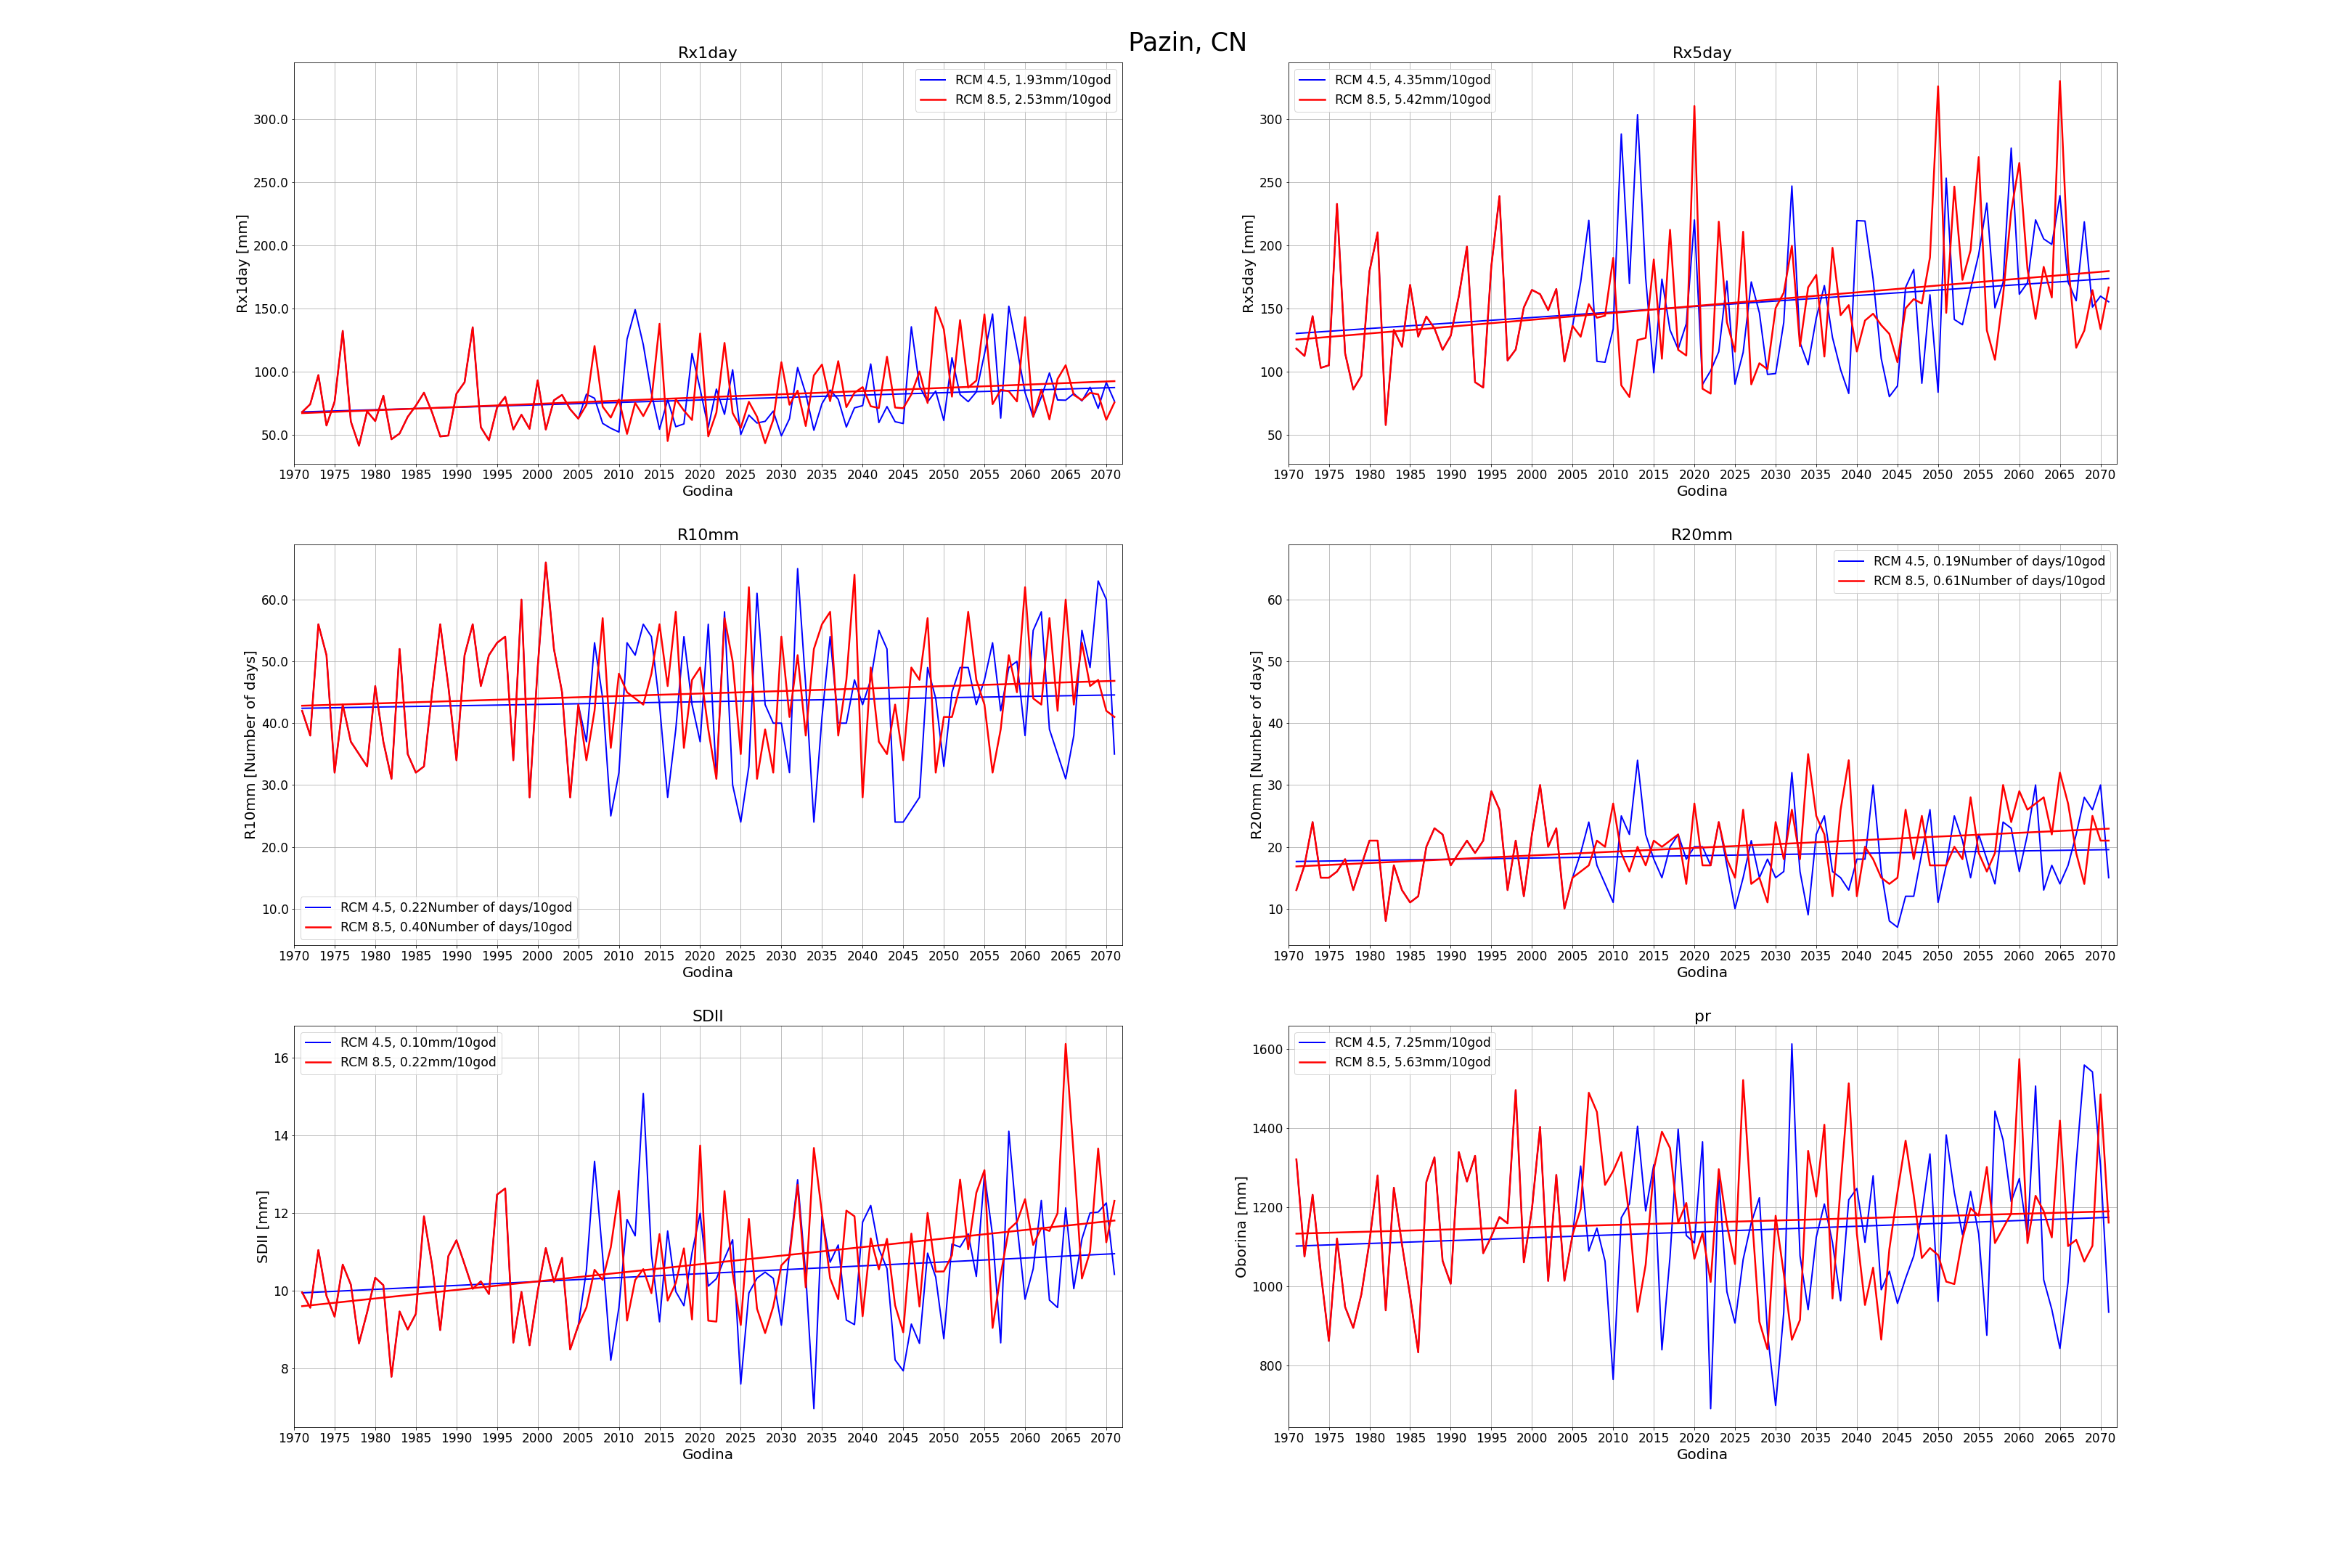 Pazin, CN
Rx1day
RCM 4.5, 1.93mm/10god
RCM 8.5, 2.53mm/10god
Rx1day [mm]
300.0
250.0
200.0
150.0
100.0
50.0
1970 1975 1980 1985 1990 1995 2000 2005 2010 2015 2020 2025 2030 2035 2040 2045 2050 2055 2060 2065 2070
Godina
Rx5day
RCM 4.5, 4.35mm/10god
RCM 8.5, 5.42mm/10god
Rx5day [mm]
300
250
200
150
100
50
1970 1975 1980 1985 1990 1995 2000 2005 2010 2015 2020 2025 2030 2035 2040 2045 2050 2055 2060 2065 2070
Godina
R10mm
R10mm [Number of days]
60.0
50.0
40.0
30.0
20.0
10.0
RCM 4.5, 0.22Number of days/10god
RCM 8.5, 0.40Number of days/10god
1970 1975 1980 1985 1990 1995 2000 2005 2010 2015 2020 2025 2030 2035 2040 2045 2050 2055 2060 2065 2070
Godina
R20mm
RCM 4.5, 0.19Number of days/10god
RCM 8.5, 0.61Number of days/10god
R20mm [Number of days]
60
50
40
30
20
10
1970 1975 1980 1985 1990 1995 2000 2005 2010 2015 2020 2025 2030 2035 2040 2045 2050 2055 2060 2065 2070
Godina
SDII
RCM 4.5, 0.10mm/10god
RCM 8.5, 0.22mm/10god
SDII [mm]
16
14
12
10
8
1970 1975 1980 1985 1990 1995 2000 2005 2010 2015 2020 2025 2030 2035 2040 2045 2050 2055 2060 2065 2070
Godina
pr
RCM 4.5, 7.25mm/10god
RCM 8.5, 5.63mm/10god
Oborina [mm]
1600
1400
1200
1000
800
1970 1975 1980 1985 1990 1995 2000 2005 2010 2015 2020 2025 2030 2035 2040 2045 2050 2055 2060 2065 2070
Godina